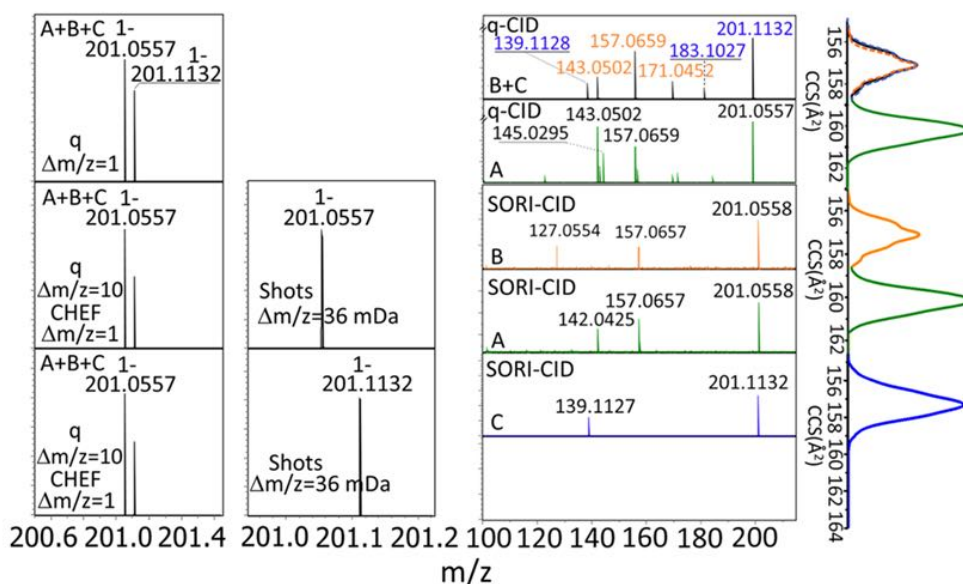 A+B+C 1-
201.0557
1-
201.1132
q
Δm/z=1
A+B+C 1-
201.0557
q
Δm/z=10
CHEF
Δm/z=1
A+B+C 1-
201.0557
q
Δm/z=10
CHEF
Δm/z=1
200.6 201.0 201.4
1-
201.0557
Shots
Δm/z=36 mDa
1-
201.1132
Shots
Δm/z=36 mDa
201.0 201.1 201.2
q-CID
139.1128
157.0659
201.1132
183.1027
143.0502
171.0452
B+C
q-CID
143.0502
201.0557
145.0295
157.0659
A
SORI-CID
201.0558
127.0554
157.0657
B
SORI-CID
201.0558
157.0657
142.0425
A
SORI-CID
201.1132
139.1127
C
100 120 140 160 180 200
m/z
156 158 160 162
CCS(Å²)
156 158 160 162
CCS(Å²)
156 158 160 162 164
CCS(Å²)